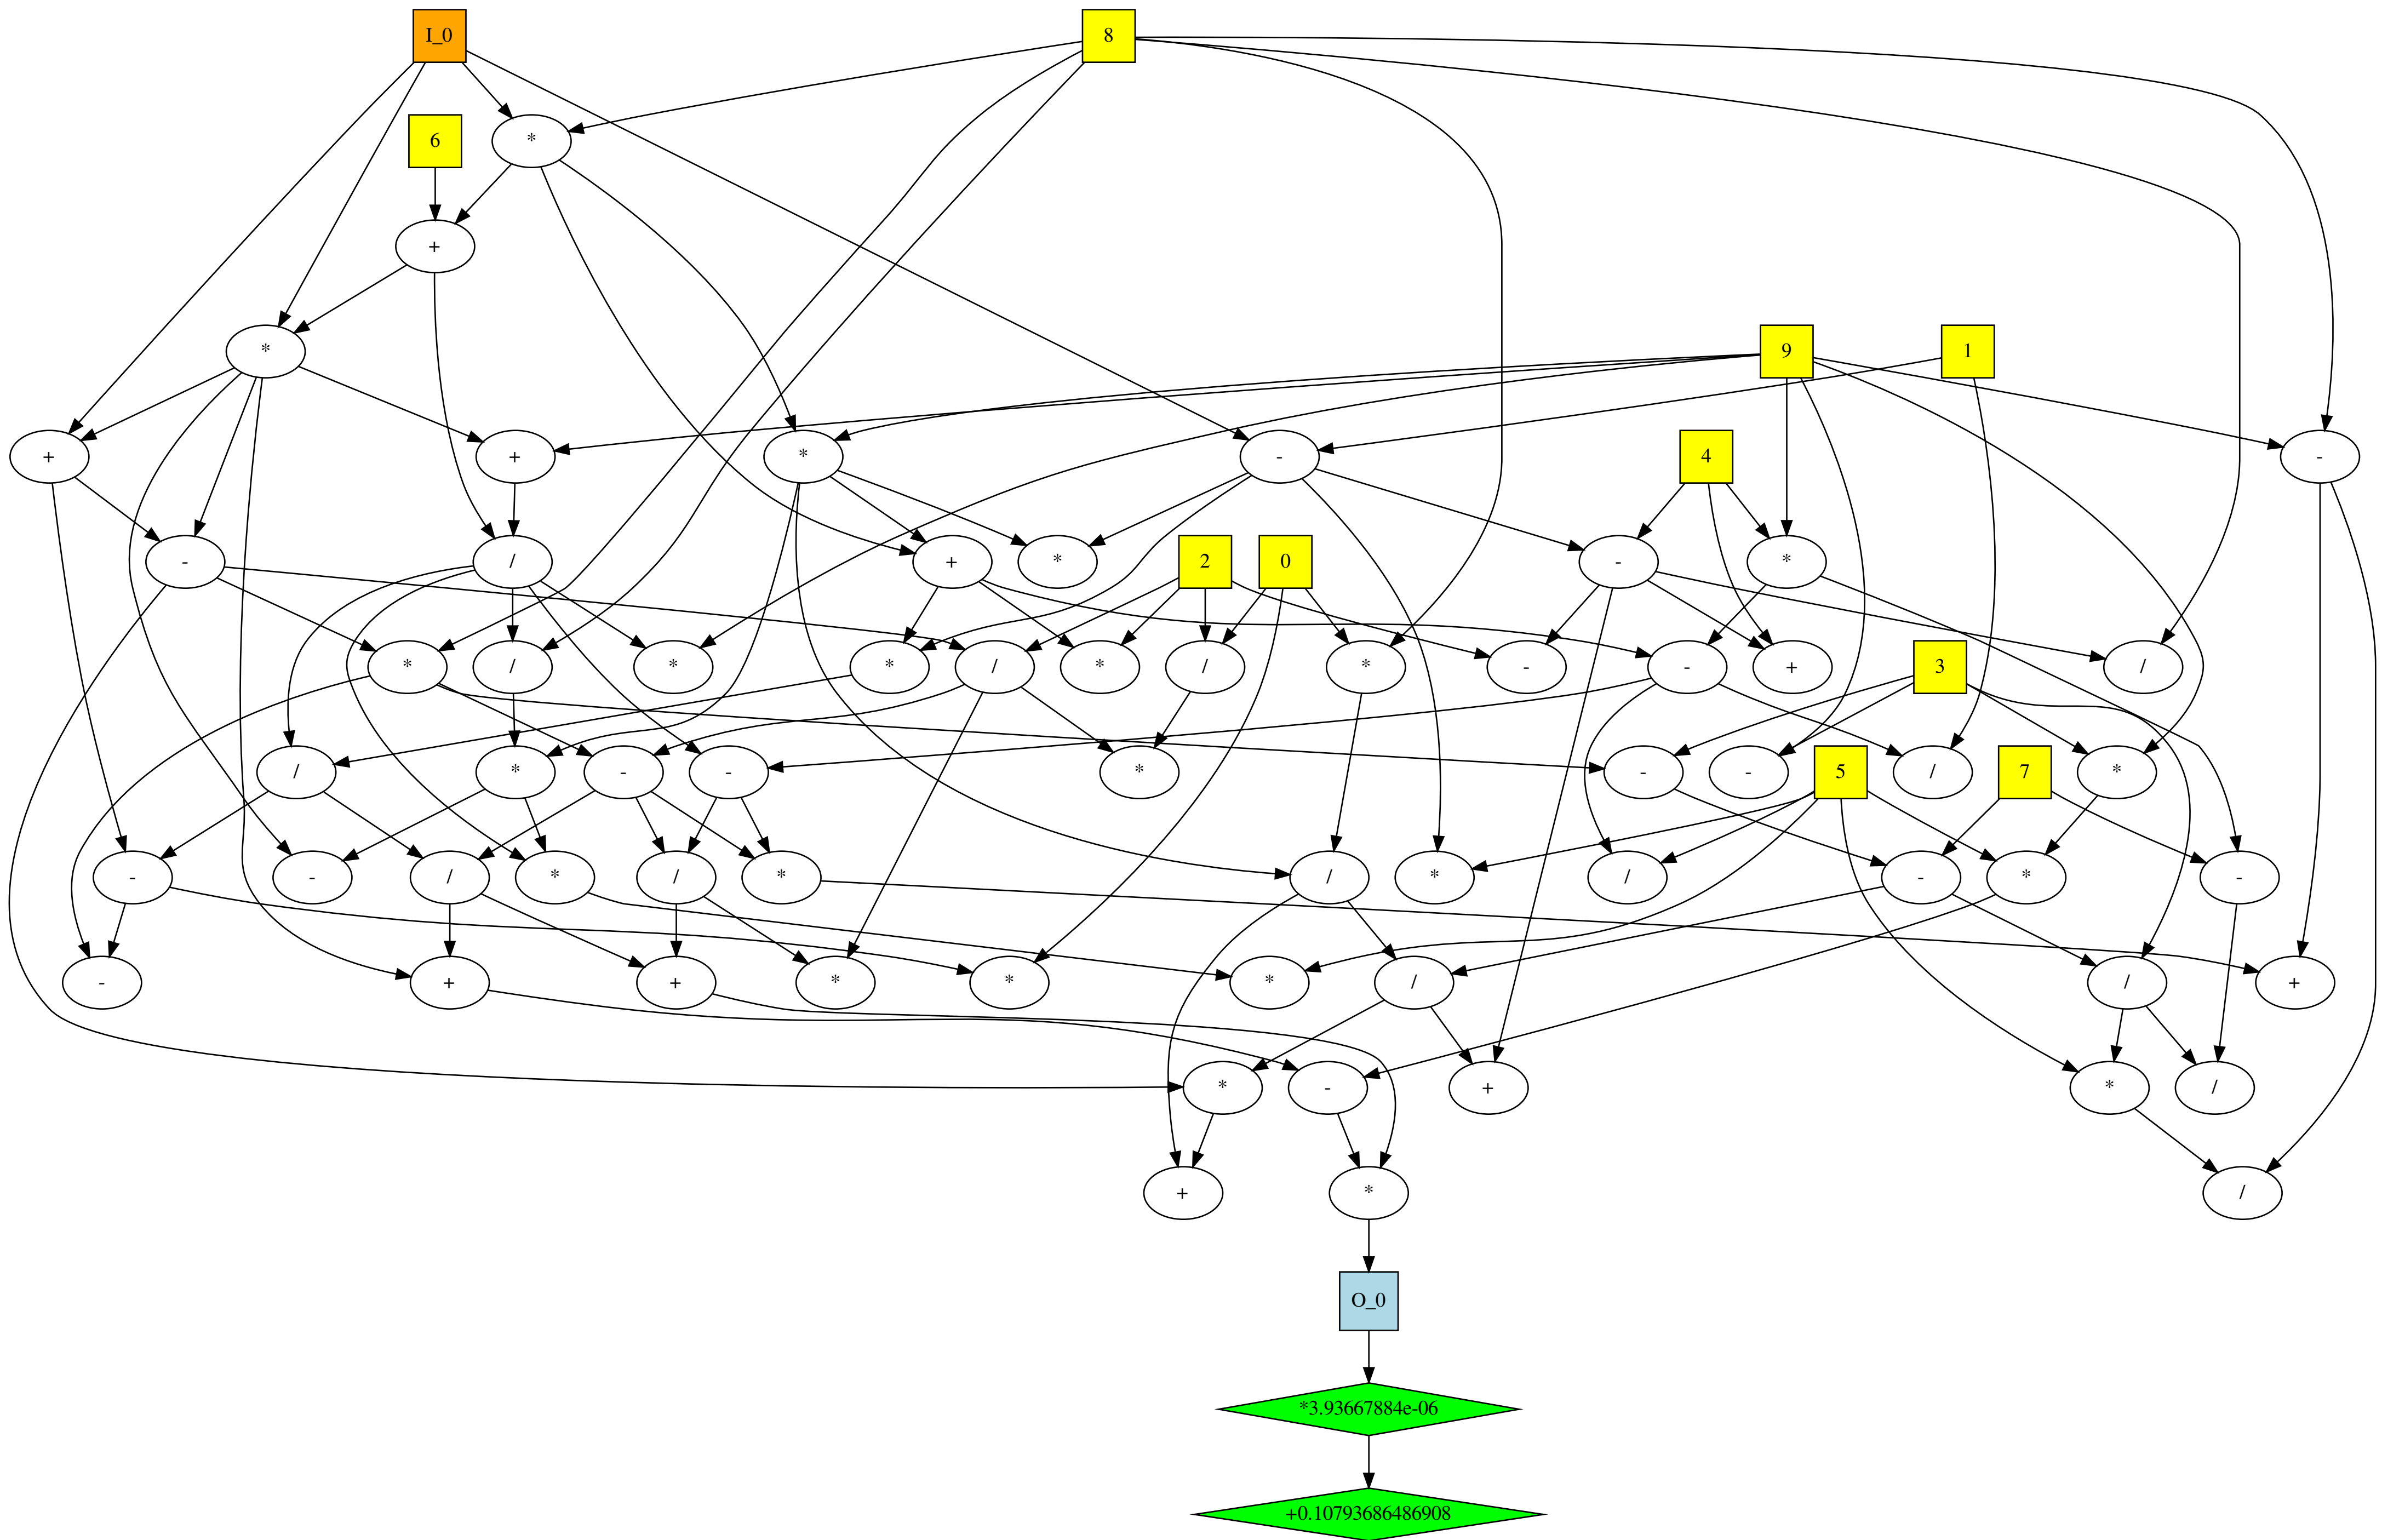 I_0 8
6 *
+
* 9 1
+ + * - 4 -
- / + * 2 0 - *
* / * * / * / * - - + 3 /
/ * - - * - - 5 / 7 *
- - / * / * / * / - * -
- + + * * * / / +
* - + * /
+ * /
O_0
*3.93667884e-06
+0.10793686486908